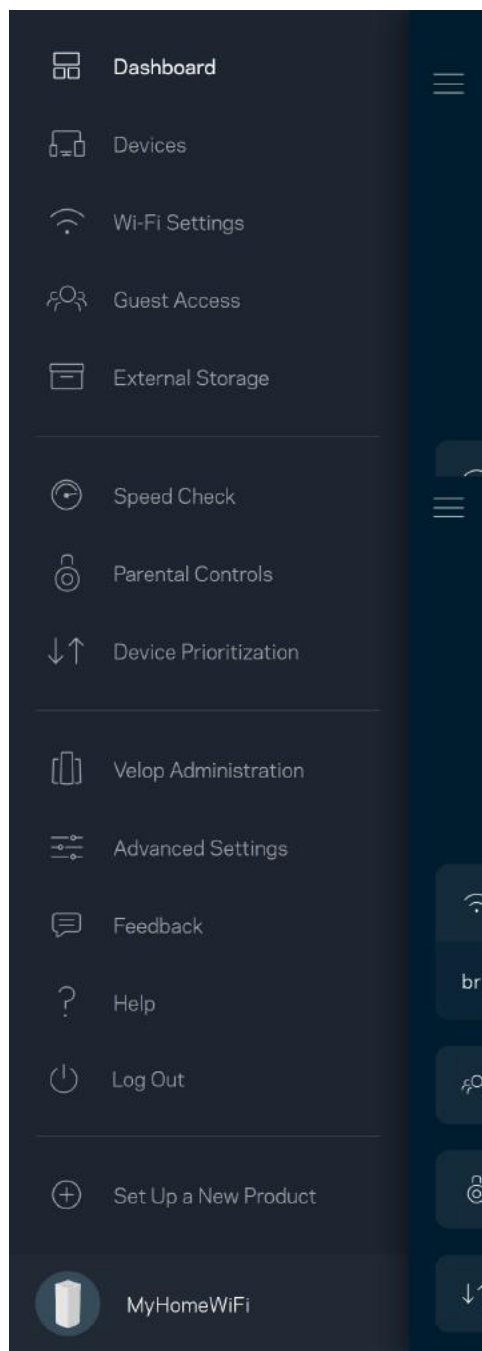 Dashboard
Devices
Wi-Fi Settings
Guest Access
External Storage
Speed Check
Parental Controls
Device Prioritization
Velop Administration
Advanced Settings
Feedback
br
Help
Log Out
Set Up a New Product
MyHomeWiFi